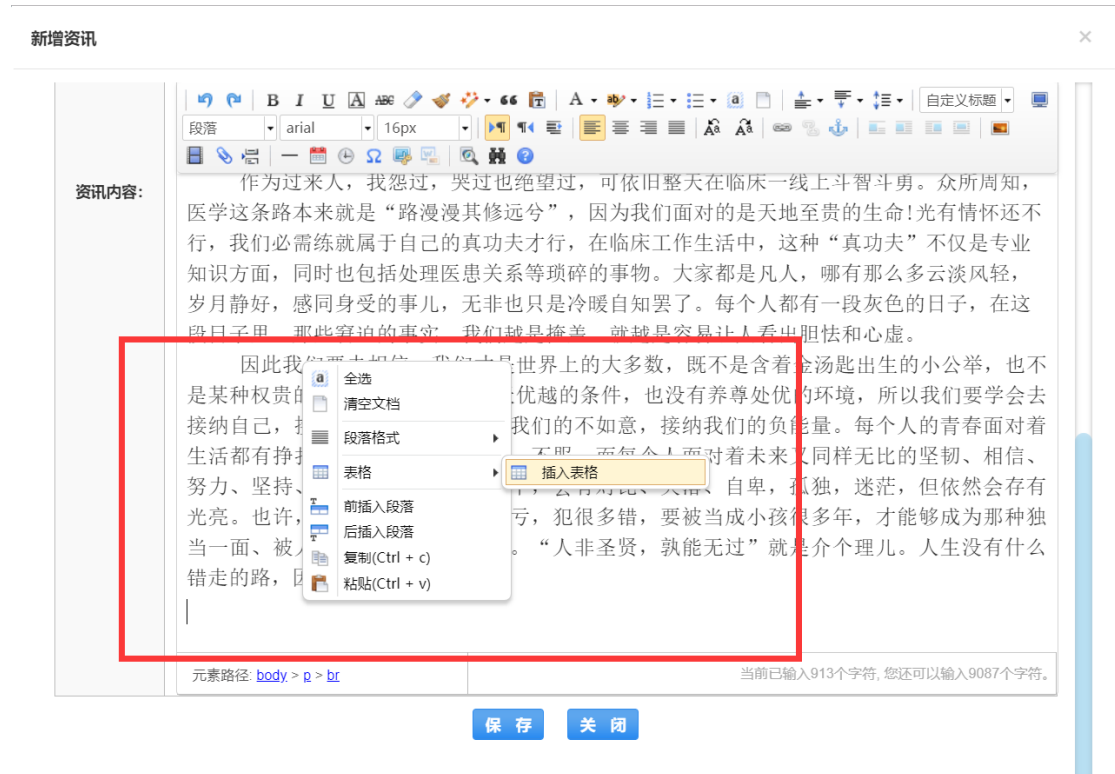 新增资讯
B I U A ABC 66 A a 自定义标题
段落 arial 16px
资讯内容:
作为过来人，我怨过，哭过也绝望过，可依旧整天在临床一线上斗智斗勇。众所周知，
医学这条路本来就是“路漫漫其修远兮”，因为我们面对的是天地至贵的生命!光有情怀还不
行，我们必需练就属于自己的真功夫才行，在临床工作生活中，这种“真功夫”不仅是专业
知识方面，同时也包括处理医患关系等琐碎的事物。大家都是凡人，哪有那么多云淡风轻，
岁月静好，感同身受的事儿，无非也只是冷暖自知罢了。每个人都有一段灰色的日子，在这
段日子里，那些窘迫的事实，我们越是掩盖，就越是容易让人看出胆怯和心虚。
因此我们要去相信，我们才是世界上的大多数，既不是含着金汤匙出生的小公举，也不
是某种权贵的 优越的条件，也没有养尊处优的环境，所以我们要学会去
接纳自己， 我们的不如意，接纳我们的负能量。每个人的青春面对着
生活都有挣 不服，而每个人面对着未来又同样无比的坚韧、相信、
努力、坚持、 会有对比、失落、自卑，孤独，迷茫，但依然会存有
光亮。也许， 亏，犯很多错，要被当成小孩很多年，才能够成为那种独
当一面、被 。“人非圣贤，孰能无过”就是介个理儿。人生没有什么
错走的路，因
全选
清空文档
段落格式
表格
插入表格
前插入段落
后插入段落
复制(Ctrl + c)
粘贴(Ctrl + v)
元素路径: body > p > br
当前已输入913个字符, 您还可以输入9087个字符。
保 存 关 闭